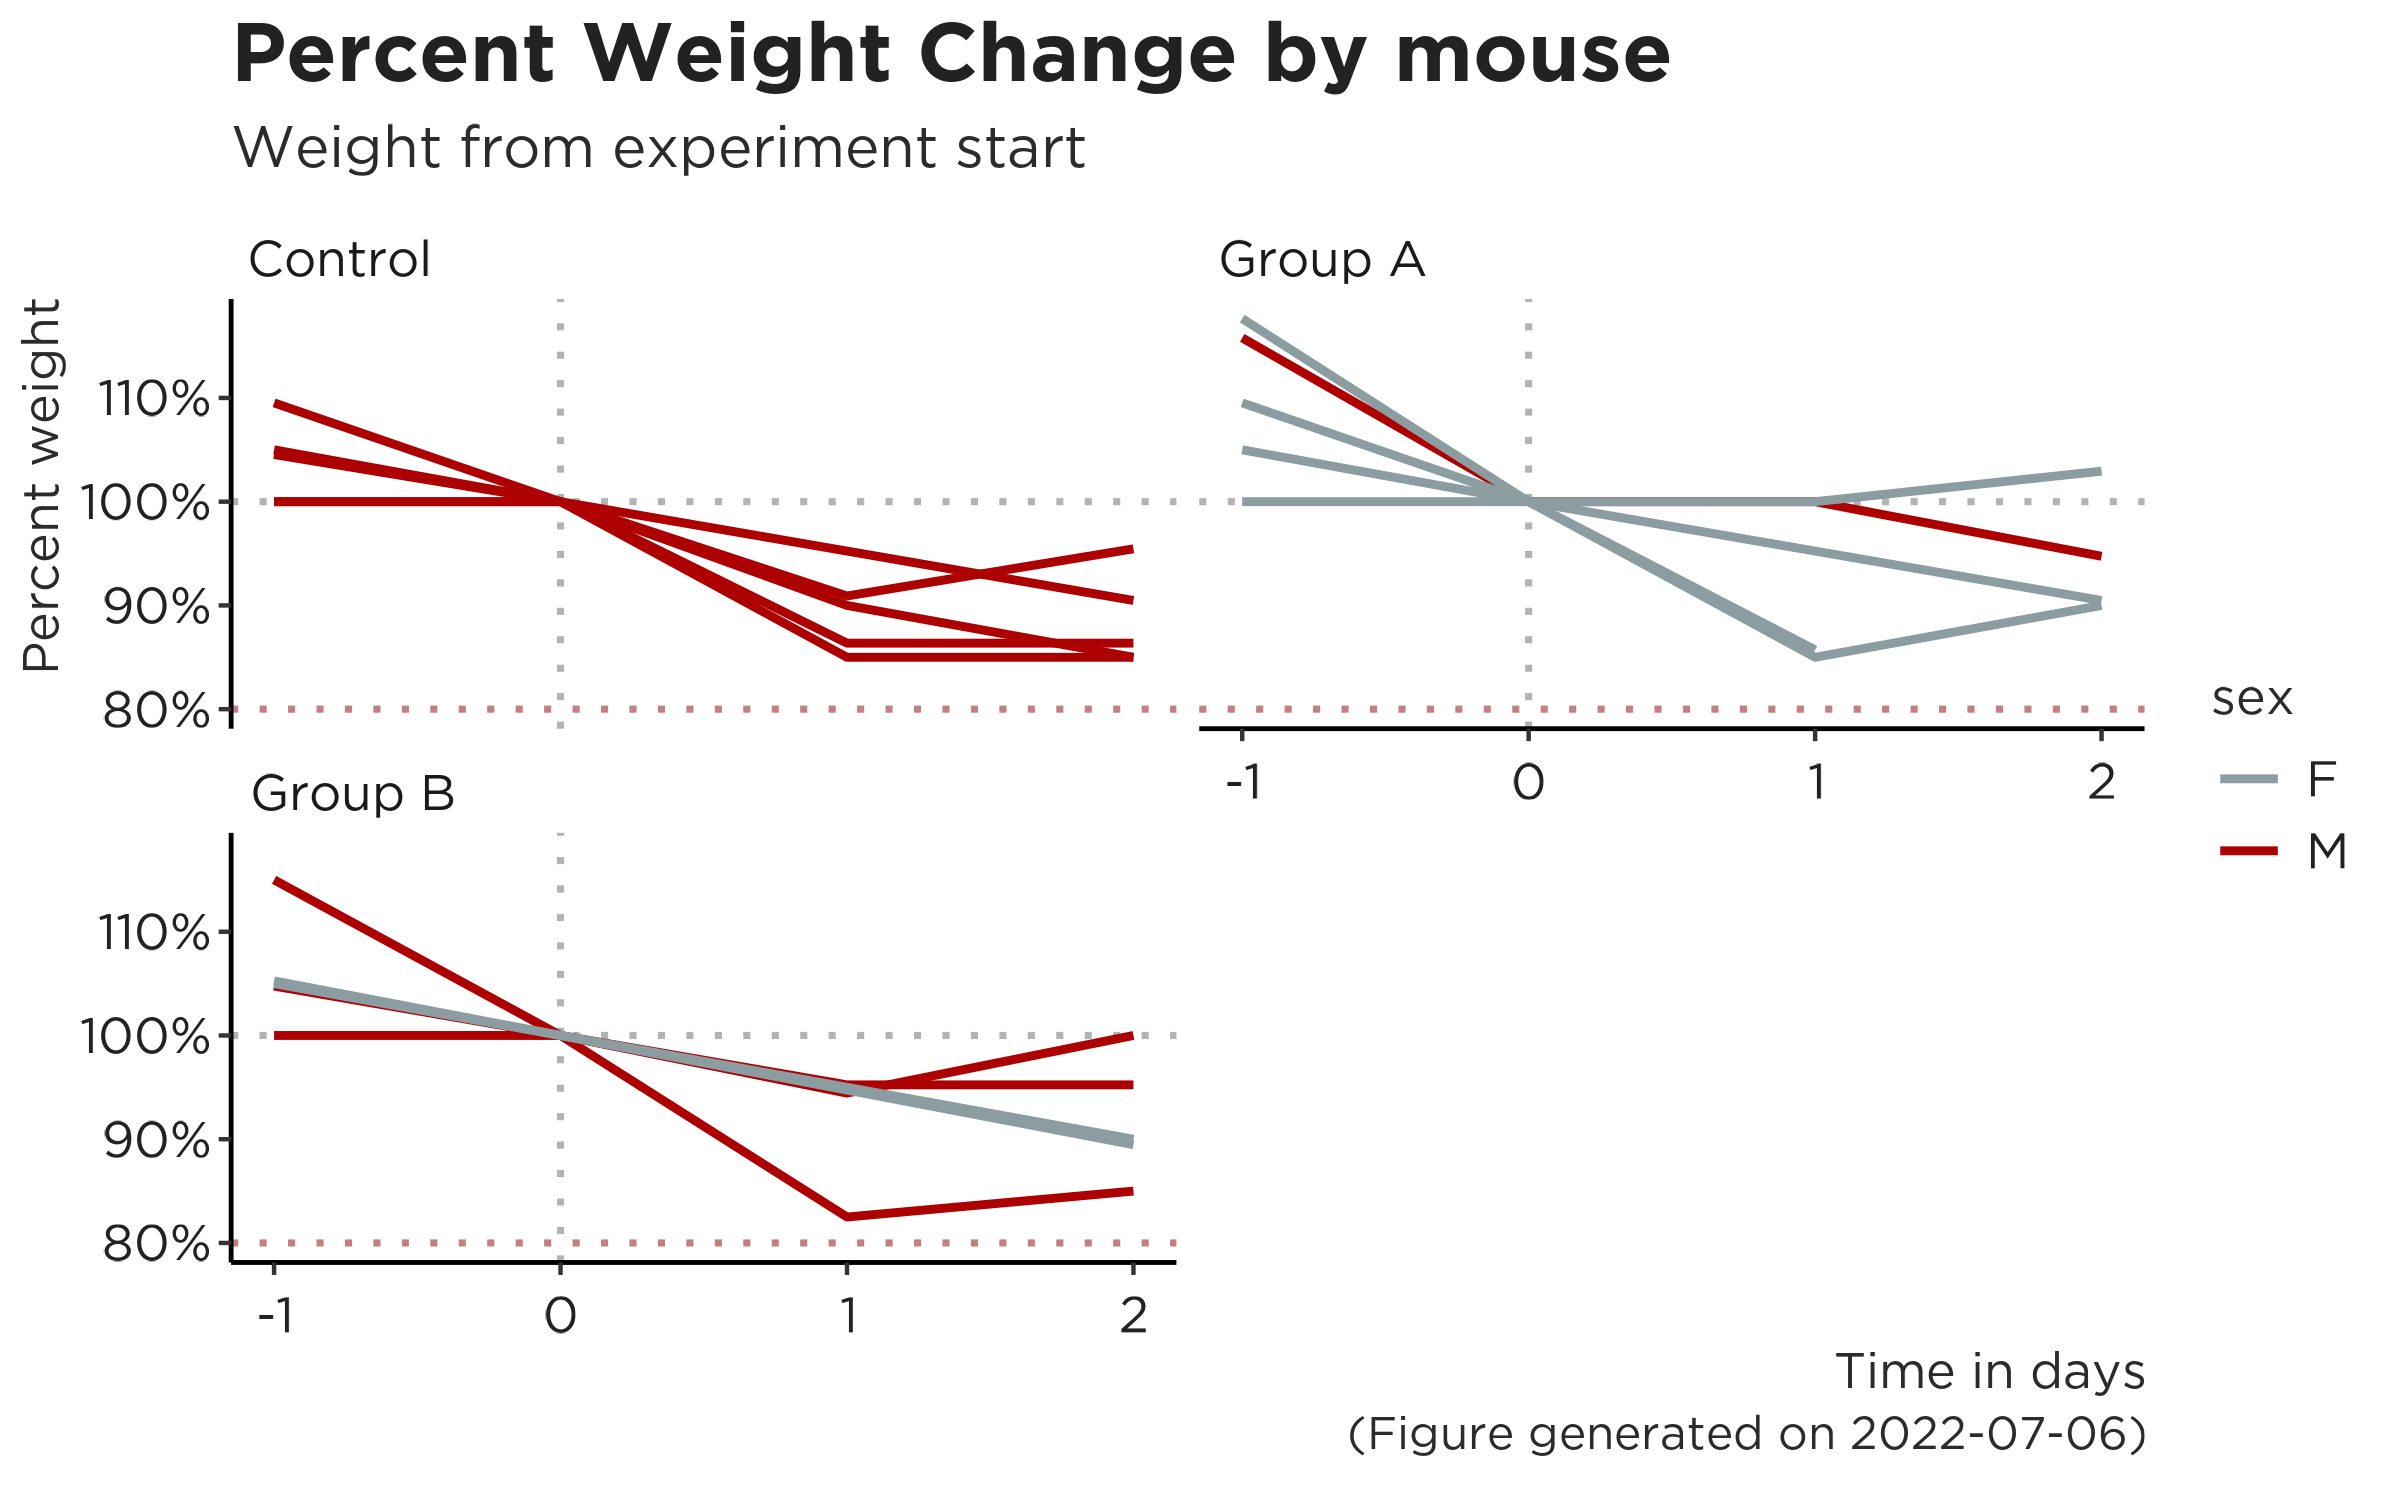 Percent Weight Change by mouse
Weight from experiment start
Control
Group A
Percent weight
110%
100%
90%
80%
-1 0 1 2
sex
F
M
Group B
110%
100%
90%
80%
-1 0 1 2
Time in days
(Figure generated on 2022-07-06)